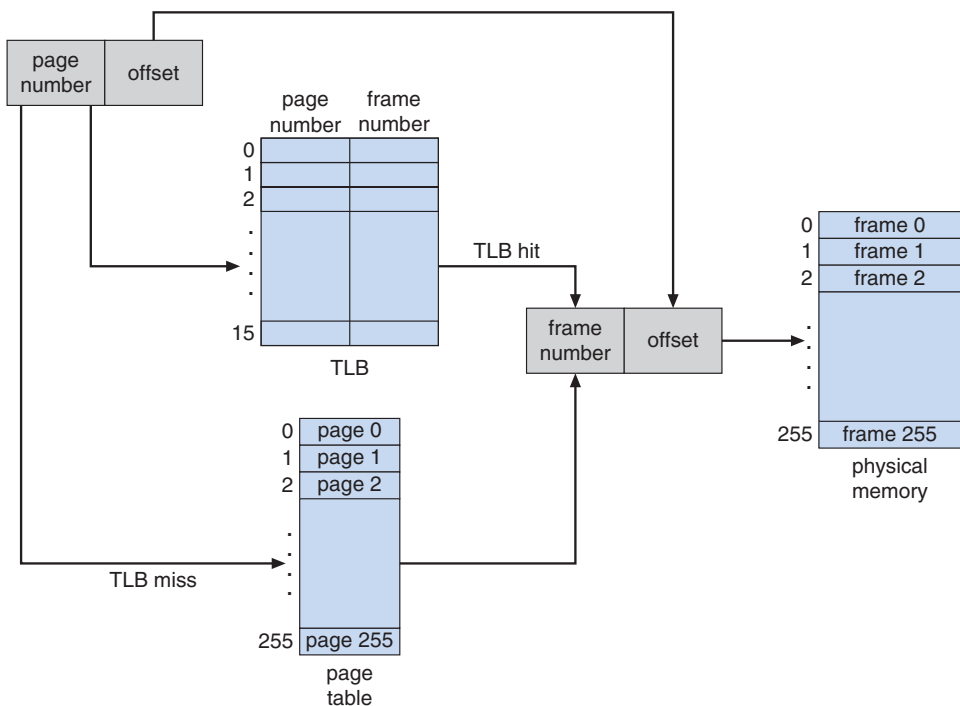 page
number
offset
page
number
frame
number
0
1
2
.
.
.
.
15
TLB
TLB hit
frame
number
offset
0 frame 0
1 frame 1
2 frame 2
.
.
.
.
255 frame 255
physical
memory
TLB miss
0 page 0
1 page 1
2 page 2
.
.
.
.
255 page 255
page
table